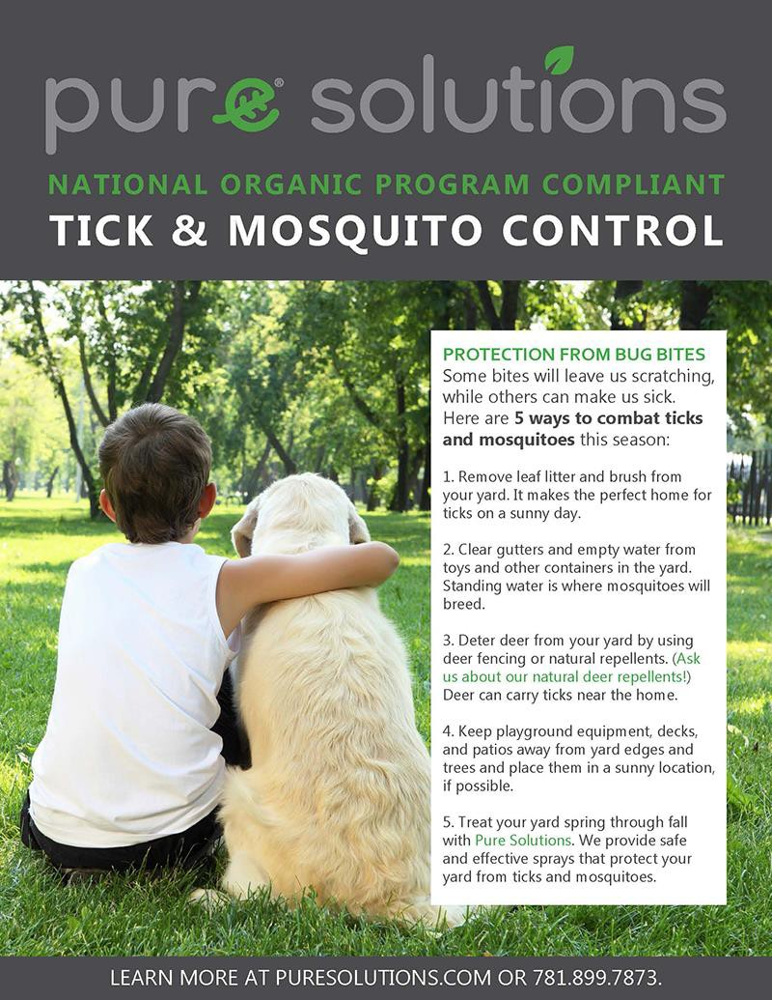 pure® solutions
NATIONAL ORGANIC PROGRAM COMPLIANT
TICK & MOSQUITO CONTROL
PROTECTION FROM BUG BITES
Some bites will leave us scratching,
while others can make us sick.
Here are 5 ways to combat ticks
and mosquitoes this season:
1. Remove leaf litter and brush from
your yard. It makes the perfect home for
ticks on a sunny day.
2. Clear gutters and empty water from
toys and other containers in the yard.
Standing water is where mosquitoes will
breed.
3. Deter deer from your yard by using
deer fencing or natural repellents. (Ask
us about our natural deer repellents!)
Deer can carry ticks near the home.
4. Keep playground equipment, decks,
and patios away from yard edges and
trees and place them in a sunny location,
if possible.
5. Treat your yard spring through fall
with Pure Solutions. We provide safe
and effective sprays that protect your
yard from ticks and mosquitoes.
LEARN MORE AT PURESOLUTIONS.COM OR 781.899.7873.